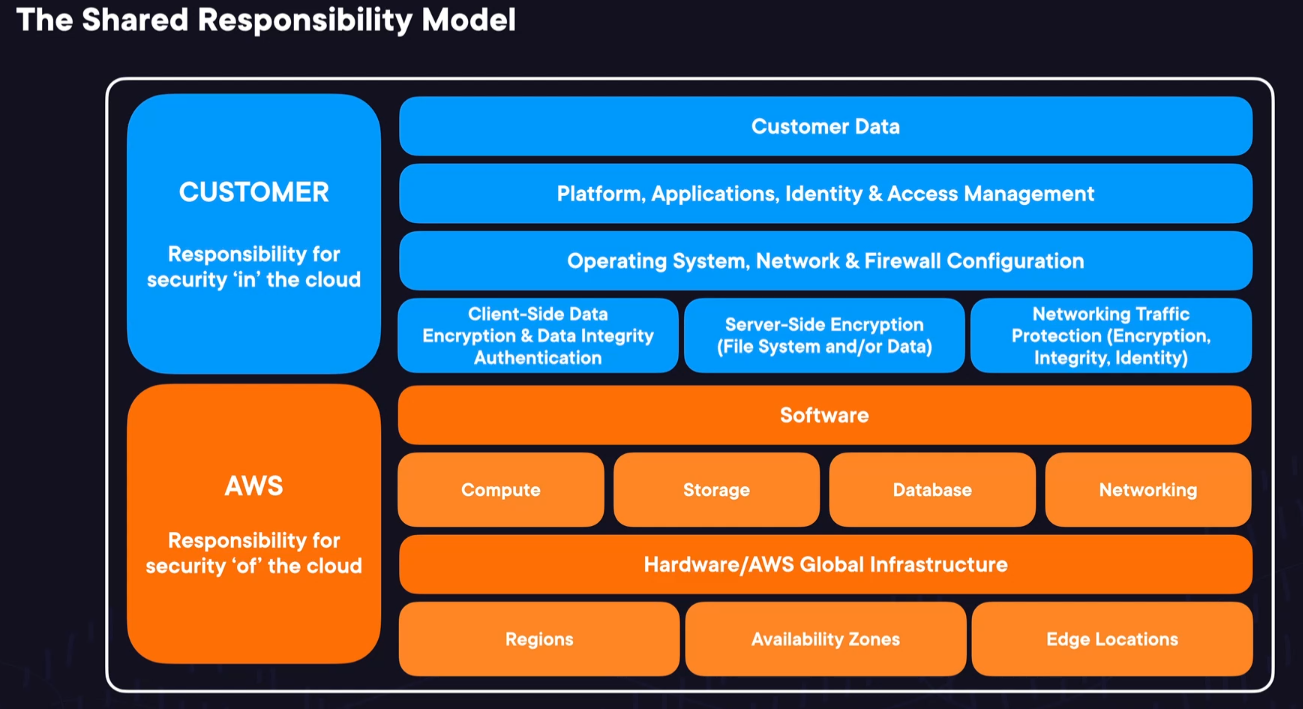 The Shared Responsibility Model
CUSTOMER
Responsibility for
security ‘in’ the cloud
Customer Data
Platform, Applications, Identity & Access Management
Operating System, Network & Firewall Configuration
Client-Side Data
Encryption & Data Integrity
Authentication
Server-Side Encryption
(File System and/or Data)
Networking Traffic
Protection (Encryption,
Integrity, Identity)
AWS
Responsibility for
security ‘of’ the cloud
Software
Compute
Storage
Database
Networking
Hardware/AWS Global Infrastructure
Regions
Availability Zones
Edge Locations